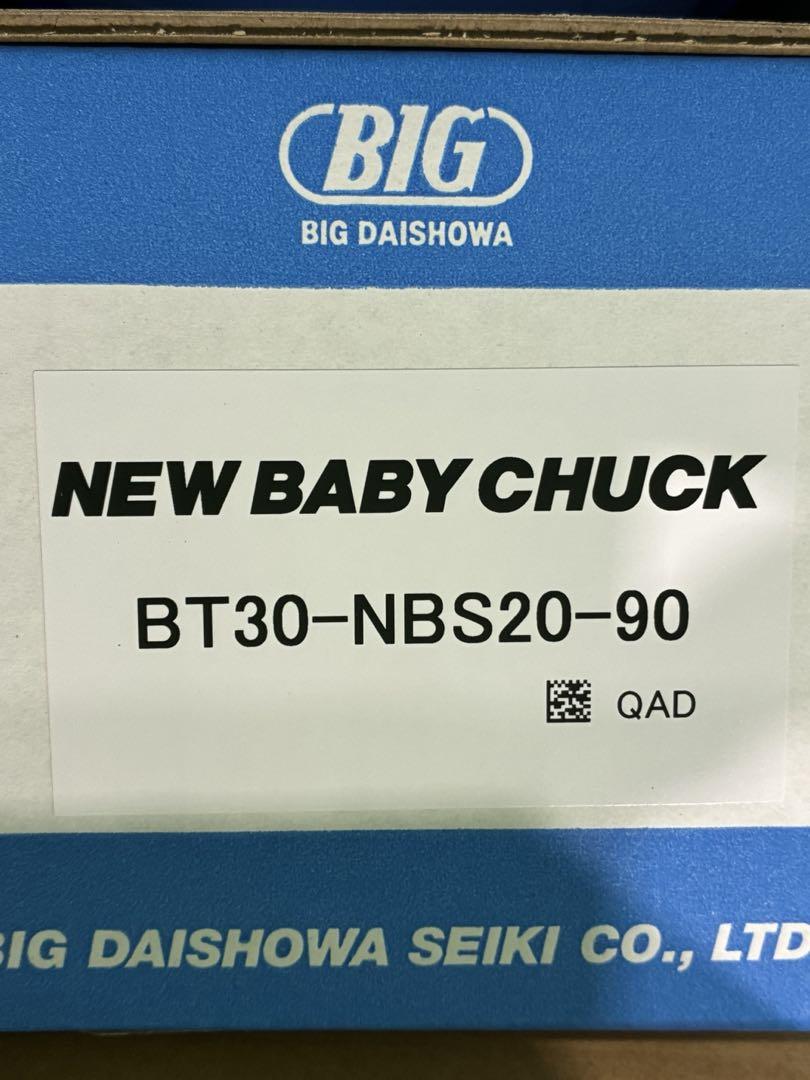 BIG
BIG DAISHOWA
NEW BABY CHUCK
BT30-NBS20-90
QAD
BIG DAISHOWA SEIKI CO., LTD.